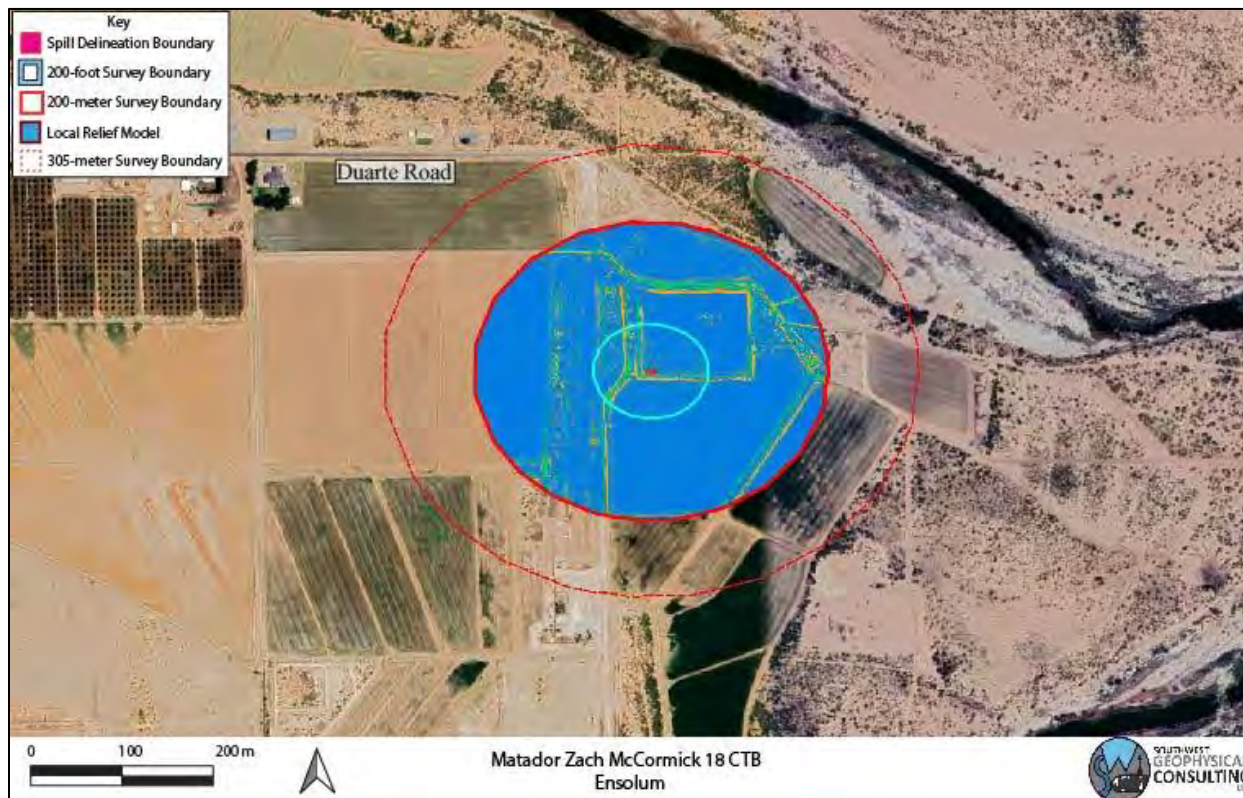 Key
Spill Delineation Boundary
200-foot Survey Boundary
200-meter Survey Boundary
Local Relief Model
305-meter Survey Boundary
Duarte Road
0 100 200 m
Matador Zach McCormick 18 CTB
Ensolum
SOUTHWEST
GEOPHYSICAL
CONSULTING